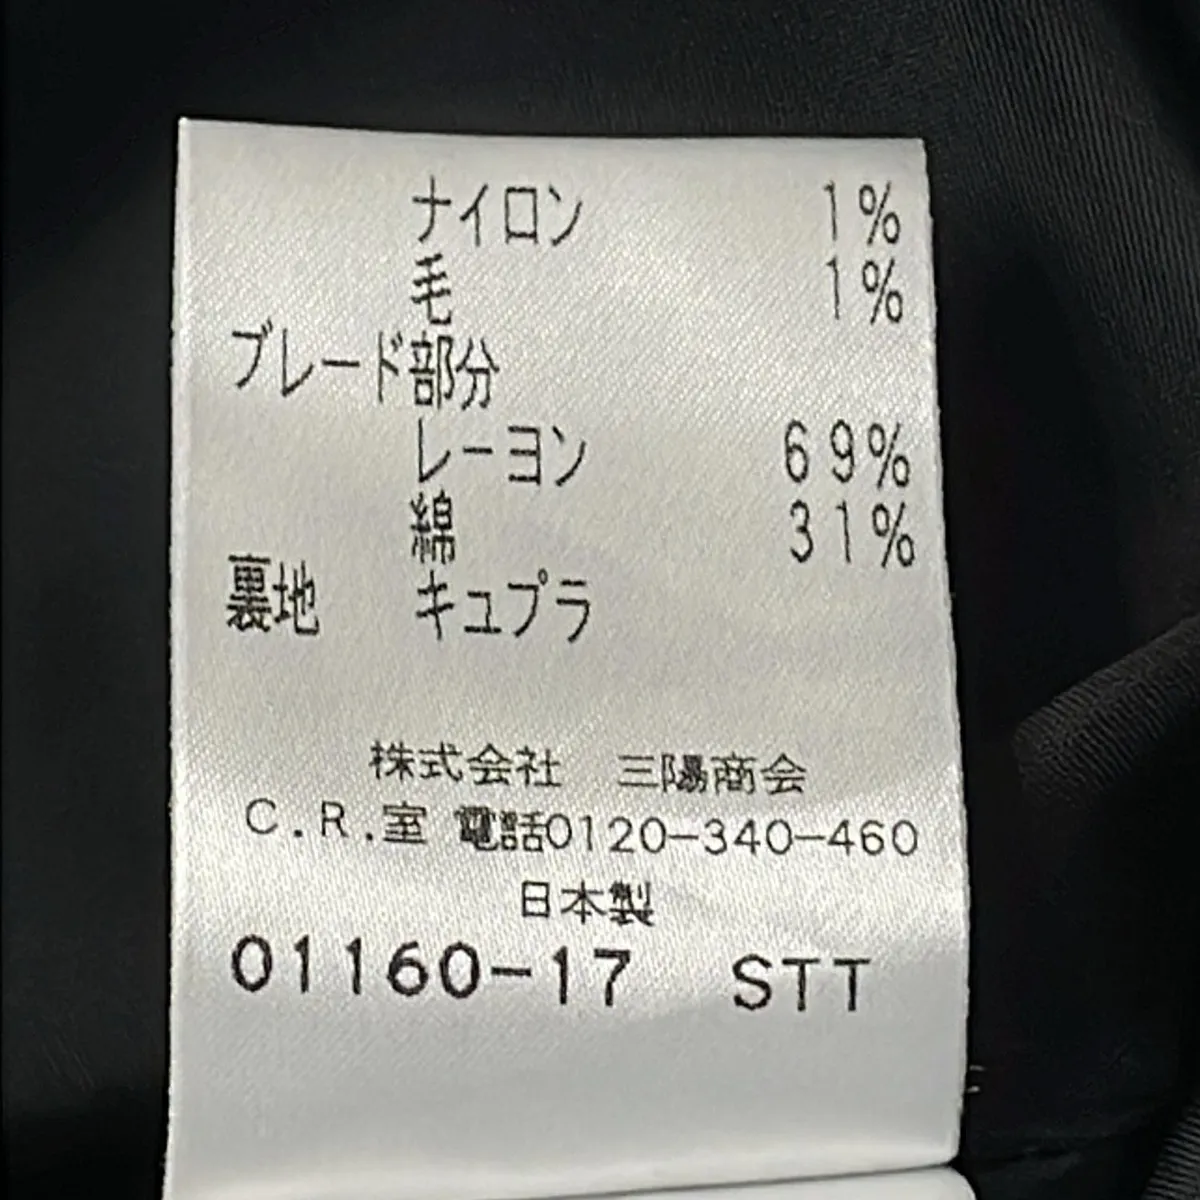 ナイロン 1%
毛 1%
ブレード部分
レーヨン 69%
綿 31%
裏地 キュプラ
株式会社 三陽商会
C.R.室 電話0120-340-460
日本製
01160-17 STT